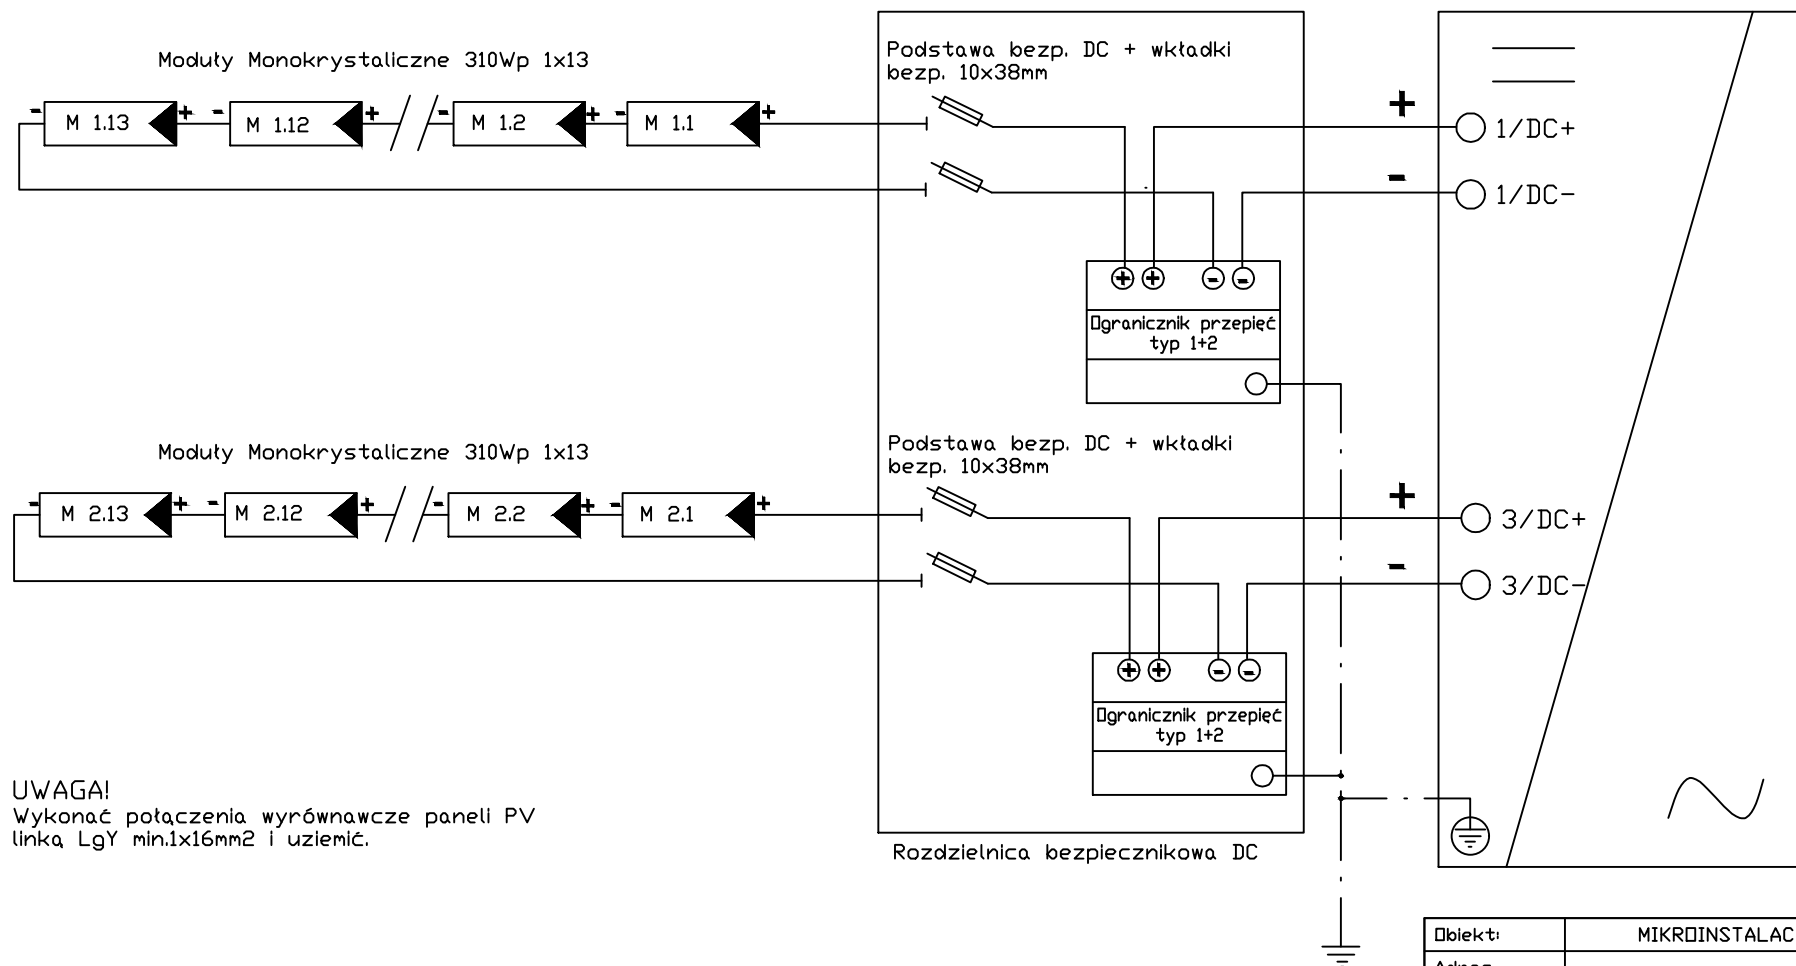 Moduły Monokrystaliczne 310Wp 1x13
- M 1.13 + - M 1.12 + - M 1.2 + - M 1.1 +
Podstawa bezp. DC + wkładki
bezp. 10x38mm
+
1/DC+
-
1/DC-
+ + - -
Ogranicznik przepięć
typ 1+2
Moduły Monokrystaliczne 310Wp 1x13
- M 2.13 + - M 2.12 + - M 2.2 + - M 2.1 +
Podstawa bezp. DC + wkładki
bezp. 10x38mm
+
3/DC+
-
3/DC-
+ + - -
Ogranicznik przepięć
typ 1+2
UWAGA!
Wykonać połączenia wyrównawcze paneli PV
linką LgY min.1x16mm2 i uziemić.
Rozdzielnica bezpiecznikowa DC
Obiekt: MIKROINSTALAC